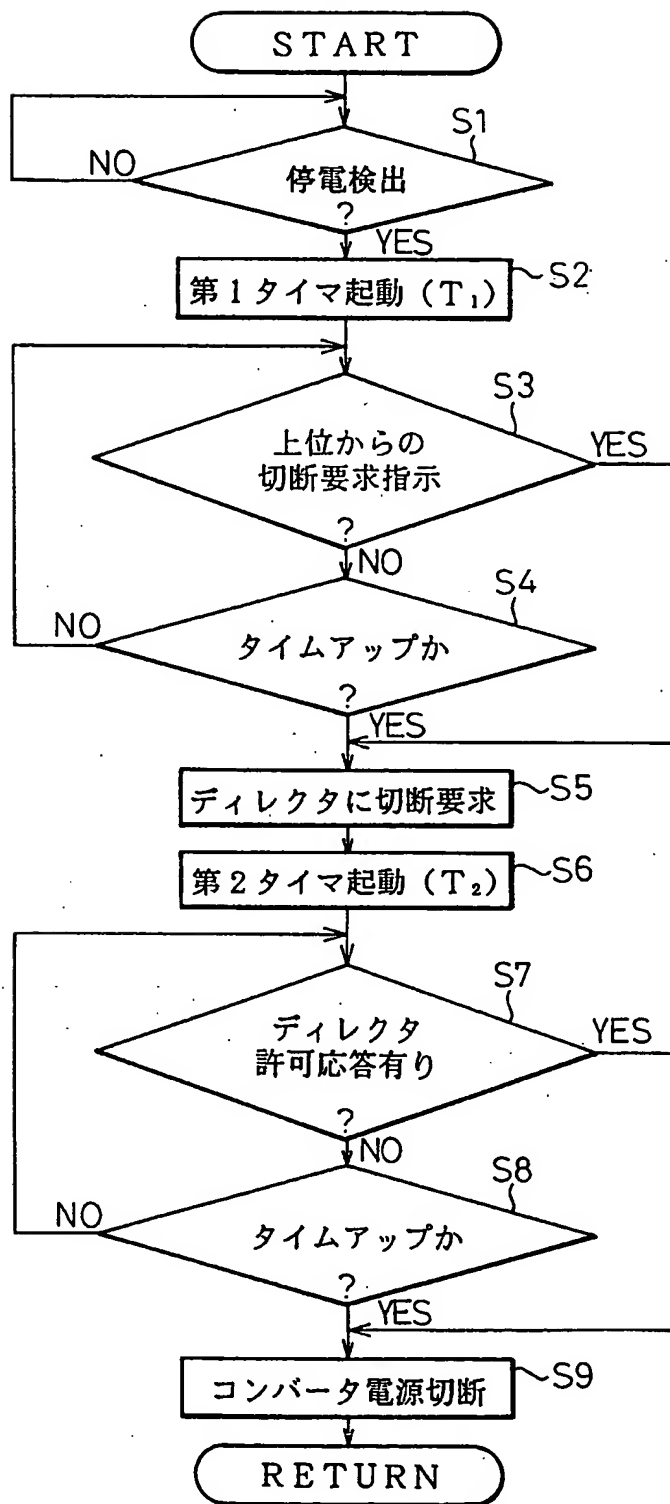 START
S1
NO
停電検出
?
YES
第1タイマ起動(T₁)
S2
S3
上位からの
YES
切断要求指示
?
NO
S4
NO
タイムアップか
?
YES
ディレクタに切断要求
S5
第2タイマ起動(T₂)
S6
S7
ディレクタ
YES
許可応答有り
?
NO
S8
NO
タイムアップか
?
YES
コンバータ電源切断
S9
RETURN